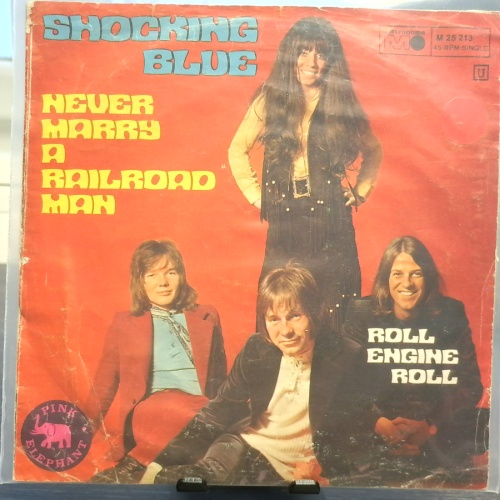 SHOCKING
BLUE
M 25 213
45-RPM-SINGLE
NEVER
MARRY
A
RAILROAD
MAN
ROLL
ENGINE
ROLL
PINK
ELEPHANT